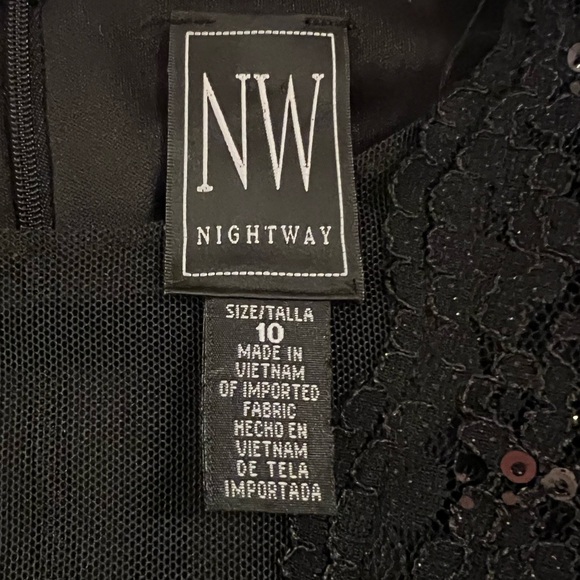 NW
NIGHTWAY
SIZE/TALLA
10
MADE IN
VIETNAM
OF IMPORTED
FABRIC
HECHO EN
VIETNAM
DE TELA
IMPORTADA